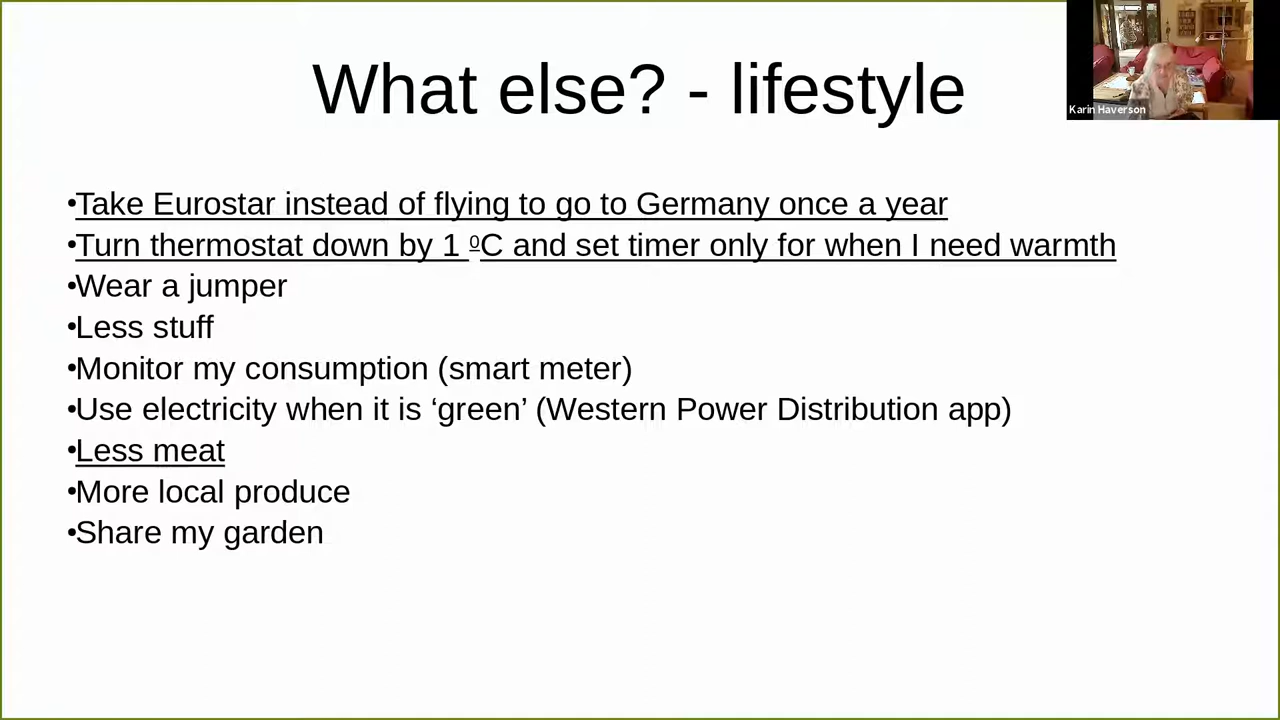 What else? - lifestyle
Karin Haverson
•Take Eurostar instead of flying to go to Germany once a year
•Turn thermostat down by 1 ⁰C and set timer only for when I need warmth
•Wear a jumper
•Less stuff
•Monitor my consumption (smart meter)
•Use electricity when it is ‘green’ (Western Power Distribution app)
•Less meat
•More local produce
•Share my garden